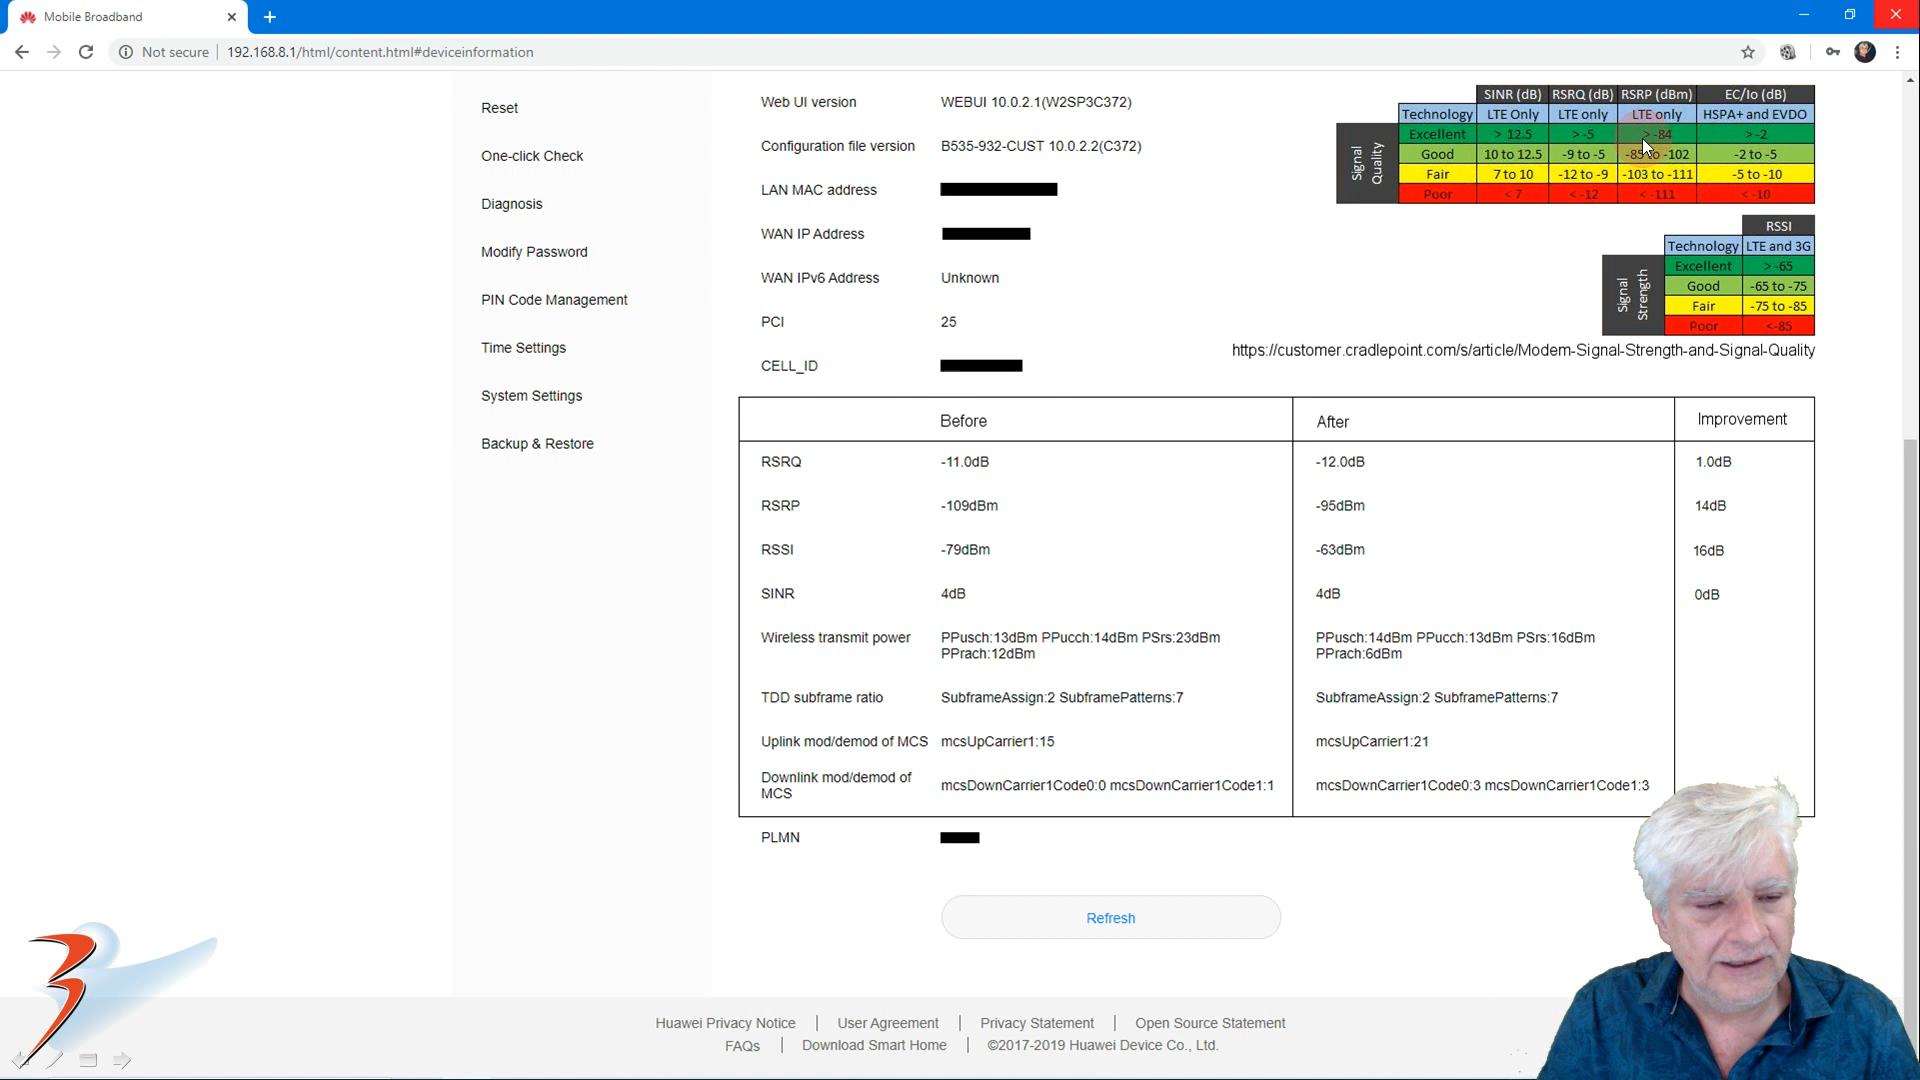 Mobile Broadband
Not secure
192.168.8.1/html/content.html#deviceinformation
Reset
One-click Check
Diagnosis
Modify Password
PIN Code Management
Time Settings
System Settings
Backup & Restore
Web UI version WEBUI 10.0.2.1(W2SP3C372)
Configuration file version B535-932-CUST 10.0.2.2(C372)
LAN MAC address
WAN IP Address
WAN IPv6 Address Unknown
PCI 25
CELL_ID
SINR (dB) RSRQ (dB) RSRP (dBm) EC/Io (dB)
Technology LTE Only LTE only LTE only HSPA+ and EVDO
Signal Quality
Excellent > 12.5 > -5 > -84 > -2
Good 10 to 12.5 -9 to -5 -85 to -102 -2 to -5
Fair 7 to 10 -12 to -9 -103 to -111 -5 to -10
Poor < 7 < -12 < -111 < -10
RSSI
Technology LTE and 3G
Signal Strength
Excellent > -65
Good -65 to -75
Fair -75 to -85
Poor <-85
https://customer.cradlepoint.com/s/article/Modem-Signal-Strength-and-Signal-Quality
Before After Improvement
RSRQ -11.0dB -12.0dB 1.0dB
RSRP -109dBm -95dBm 14dB
RSSI -79dBm -63dBm 16dB
SINR 4dB 4dB 0dB
Wireless transmit power PPusch:13dBm PPucch:14dBm PSrs:23dBm PPrach:12dBm PPusch:14dBm PPucch:13dBm PSrs:16dBm PPrach:6dBm
TDD subframe ratio SubframeAssign:2 SubframePatterns:7 SubframeAssign:2 SubframePatterns:7
Uplink mod/demod of MCS mcsUpCarrier1:15 mcsUpCarrier1:21
Downlink mod/demod of MCS mcsDownCarrier1Code0:0 mcsDownCarrier1Code1:1 mcsDownCarrier1Code0:3 mcsDownCarrier1Code1:3
PLMN
Refresh
Huawei Privacy Notice | User Agreement | Privacy Statement | Open Source Statement
FAQs | Download Smart Home | ©2017-2019 Huawei Device Co., Ltd.